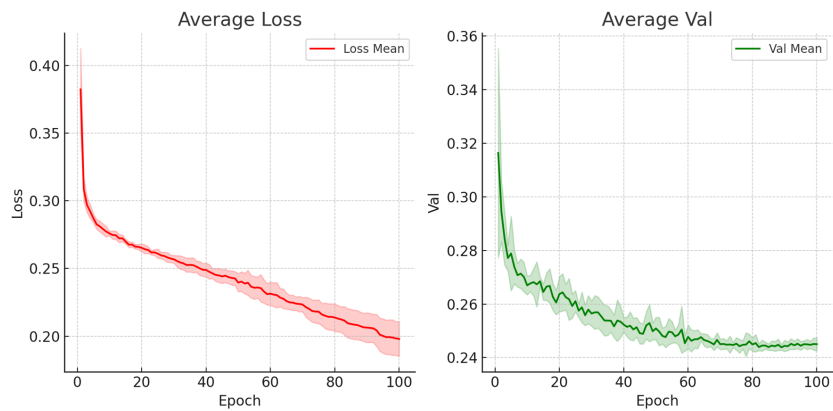 Average Loss
Loss Mean
0.40
0.35
0.30
0.25
0.20
Loss
0 20 40 60 80 100
Epoch
Average Val
Val Mean
0.36
0.34
0.32
0.30
0.28
0.26
0.24
Val
0 20 40 60 80 100
Epoch